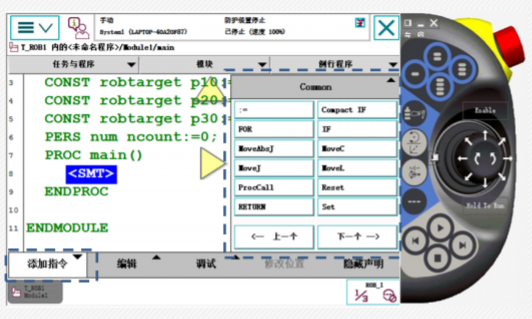 手动
防护装置停止
System1 (LAPTOP-40A20P87)
已停止 (速度 100%)
T_ROB1 内的<未命名程序>/Module1/main
任务与程序
模块
例行程序
3 CONST robtarget p10:=
4 CONST robtarget p20:=
5 CONST robtarget p30:=
6 PERS num ncount:=0;
7 PROC main()
8 <SMT>
9 ENDPROC
10
11 ENDMODULE
Common
:=
Compact IF
FOR
IF
MoveAbsJ
MoveC
MoveJ
MoveL
ProcCall
Reset
RETURN
Set
<— 上一个
下一个 —>
添加指令
编辑
调试
修改位置
隐藏声明
T_ROB1
Module1
ROB_1
1/3
Enable
Hold To Run